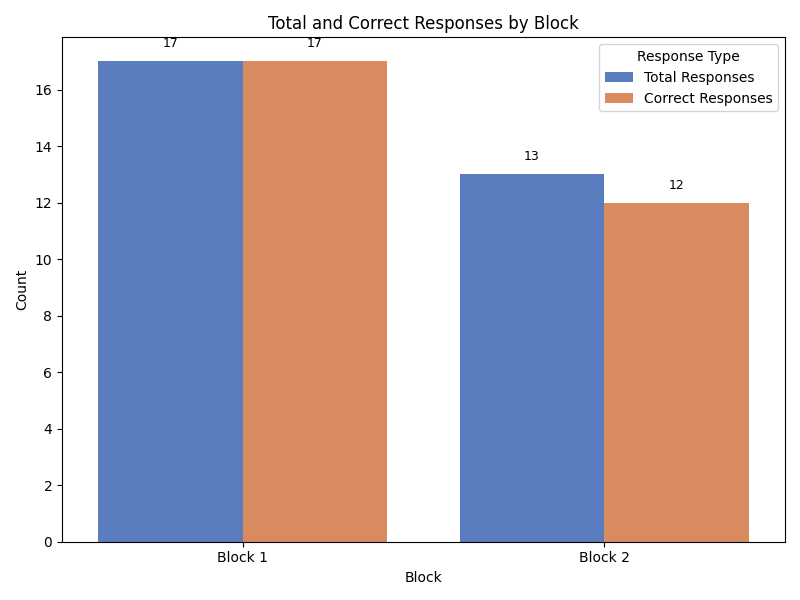 Total and Correct Responses by Block
17
17
13
12
Response Type
Total Responses
Correct Responses
Count
16
14
12
10
8
6
4
2
0
Block 1
Block 2
Block